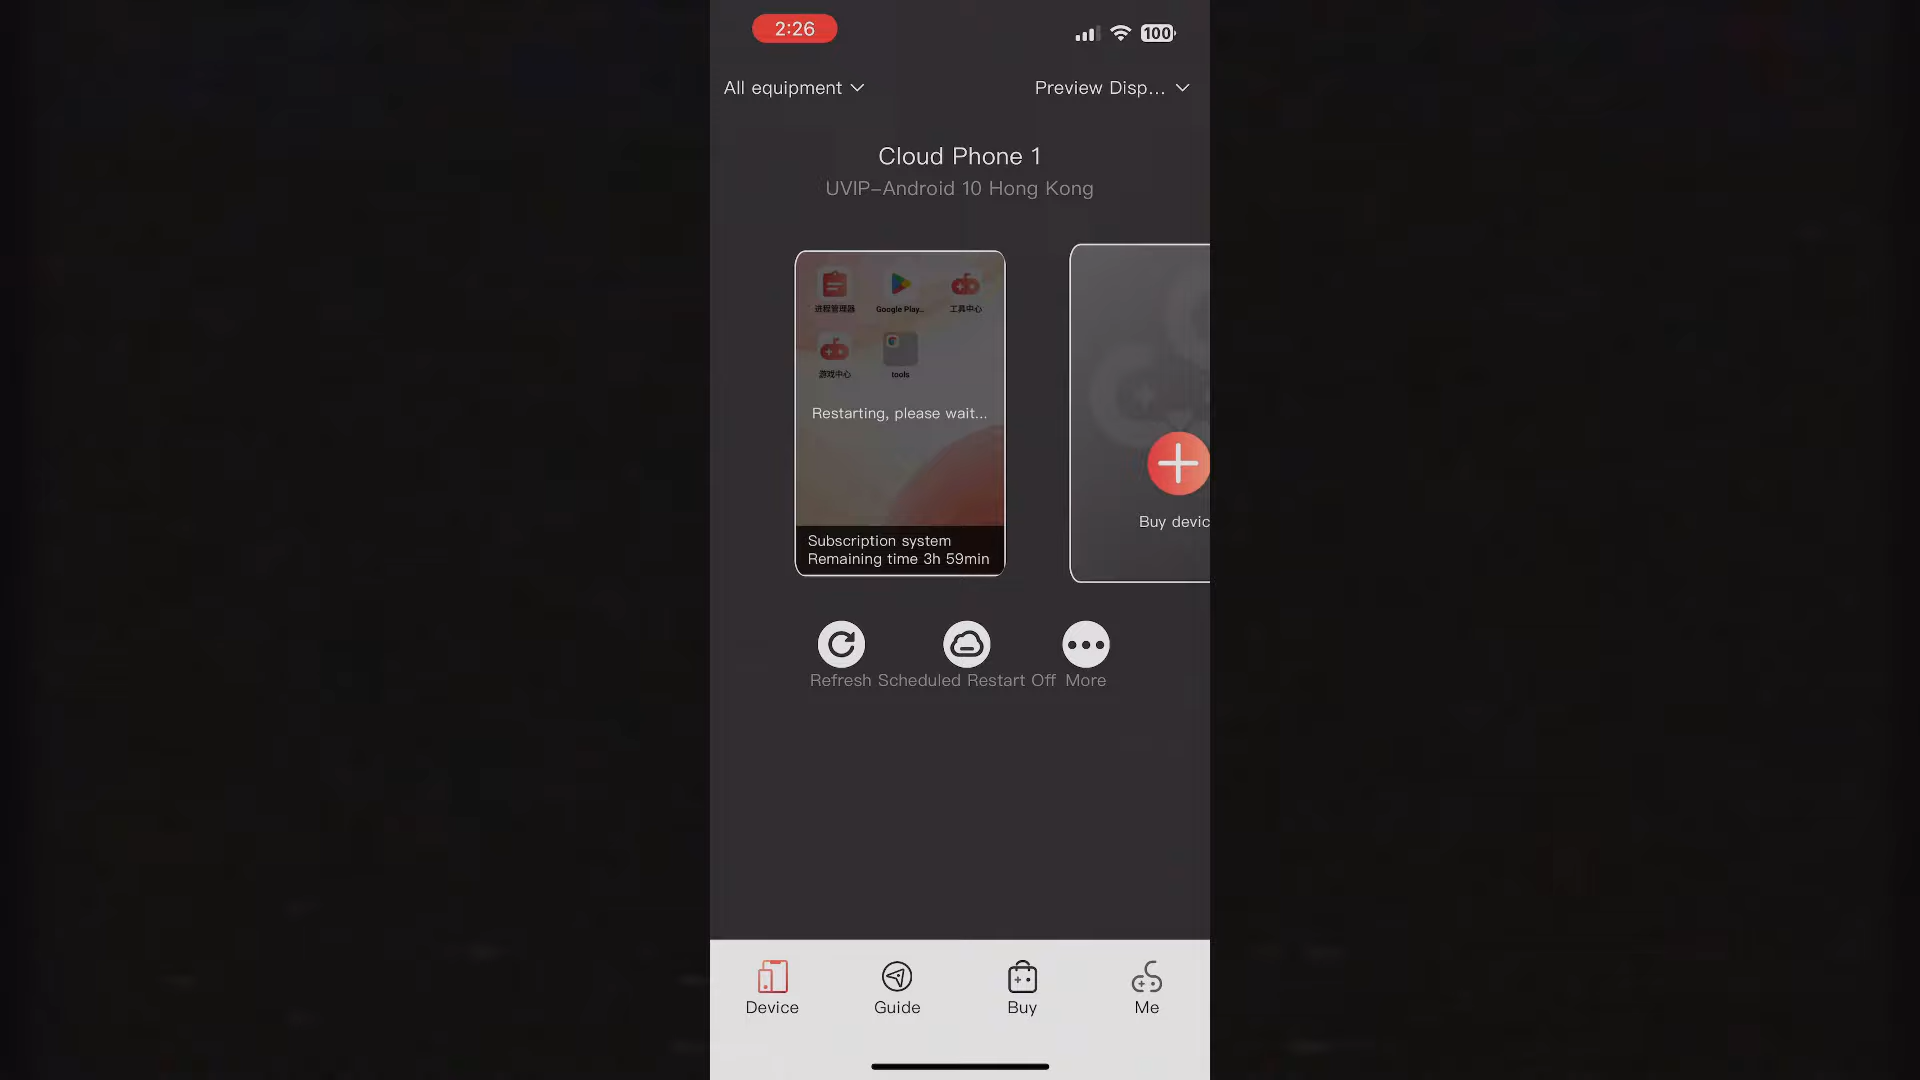 2:26
100
All equipment
Preview Disp...
Cloud Phone 1
UVIP-Android 10 Hong Kong
进程管理器
Google Play...
工具中心
游戏中心
tools
Restarting, please wait...
Subscription system
Remaining time 3h 59min
Buy devic
Refresh
Scheduled Restart Off
More
Device
Guide
Buy
Me